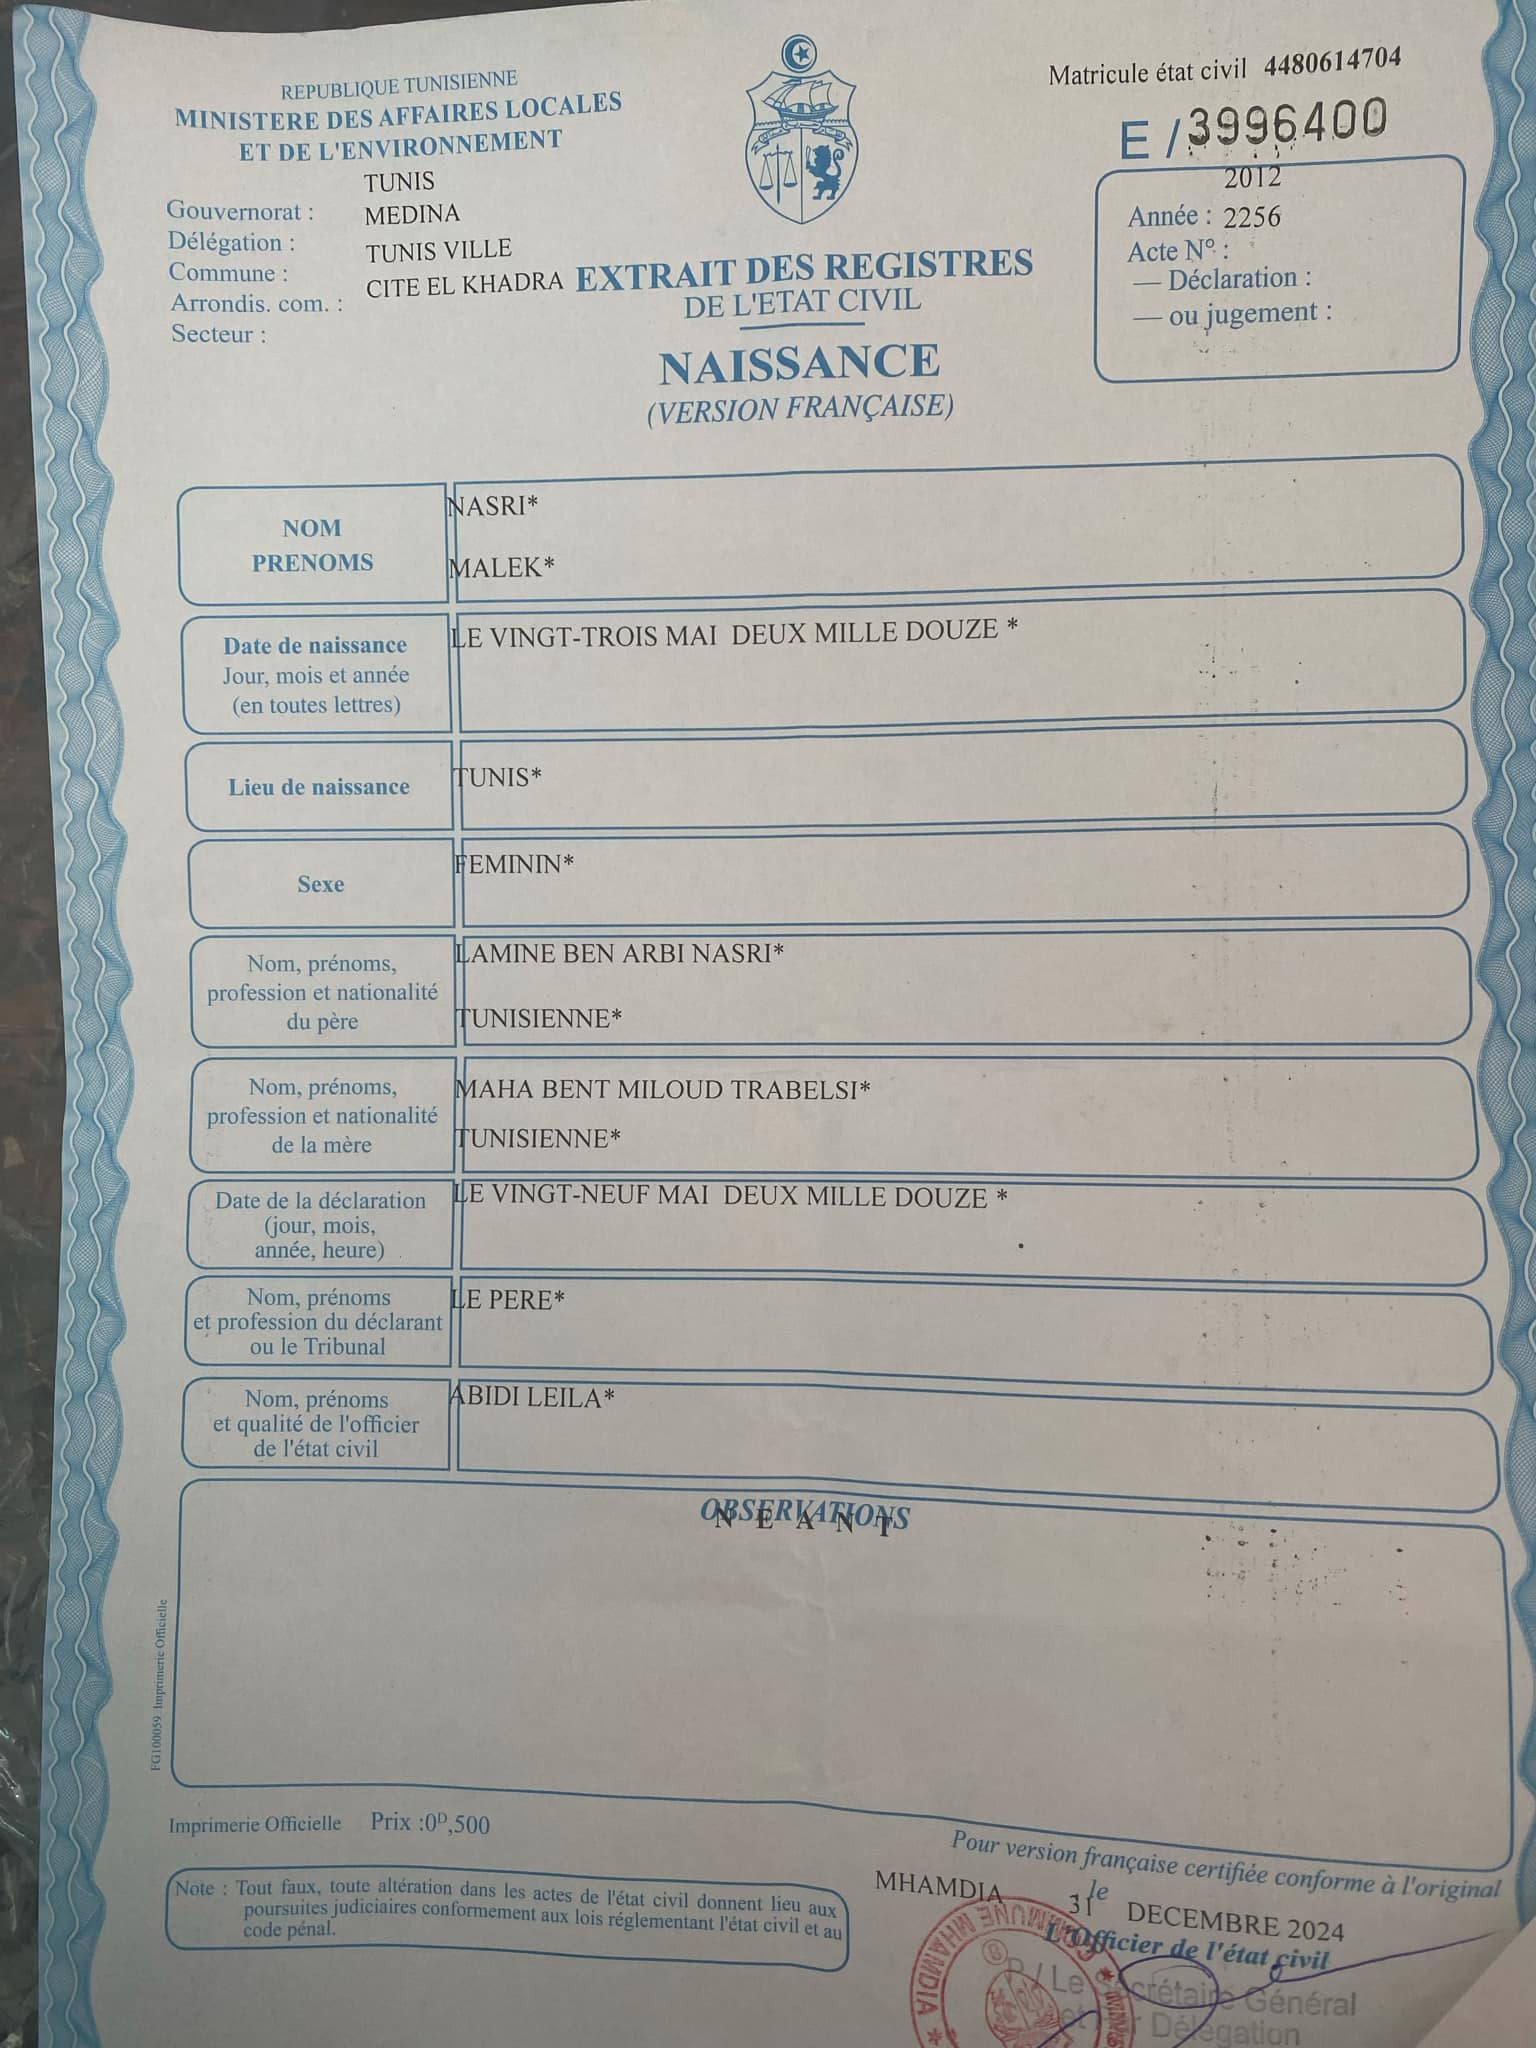 REPUBLIQUE TUNISIENNE
MINISTERE DES AFFAIRES LOCALES
ET DE L'ENVIRONNEMENT
TUNIS
Gouvernorat : MEDINA
Délégation : TUNIS VILLE
Commune : CITE EL KHADRA
Arrondis. com. :
Secteur :
Matricule état civil 4480614704
E / 3996400
2012
Année : 2256
Acte N° :
— Déclaration :
— ou jugement :
EXTRAIT DES REGISTRES
DE L'ETAT CIVIL
NAISSANCE
(VERSION FRANÇAISE)
NOM NASRI*
PRENOMS MALEK*
Date de naissance LE VINGT-TROIS MAI DEUX MILLE DOUZE *
Jour, mois et année
(en toutes lettres)
Lieu de naissance TUNIS*
Sexe FEMININ*
Nom, prénoms, LAMINE BEN ARBI NASRI*
profession et nationalité
du père TUNISIENNE*
Nom, prénoms, MAHA BENT MILOUD TRABELSI*
profession et nationalité
de la mère TUNISIENNE*
Date de la déclaration LE VINGT-NEUF MAI DEUX MILLE DOUZE *
(jour, mois,
année, heure)
Nom, prénoms LE PERE*
et profession du déclarant
ou le Tribunal
Nom, prénoms ABIDI LEILA*
et qualité de l'officier
de l'état civil
OBSERVATIONS
N E A N T
FG100059 Imprimerie Officielle
Imprimerie Officielle Prix :0D,500
Note : Tout faux, toute altération dans les actes de l'état civil donnent lieu aux
poursuites judiciaires conformement aux lois réglementant l'état civil et au
code pénal.
Pour version française certifiée conforme à l'original
MHAMDIA le
31 DECEMBRE 2024
L'Officier de l'état civil
P/ Le Secrétaire Général
et Par Délégation
COMMUNE MHAMDIA